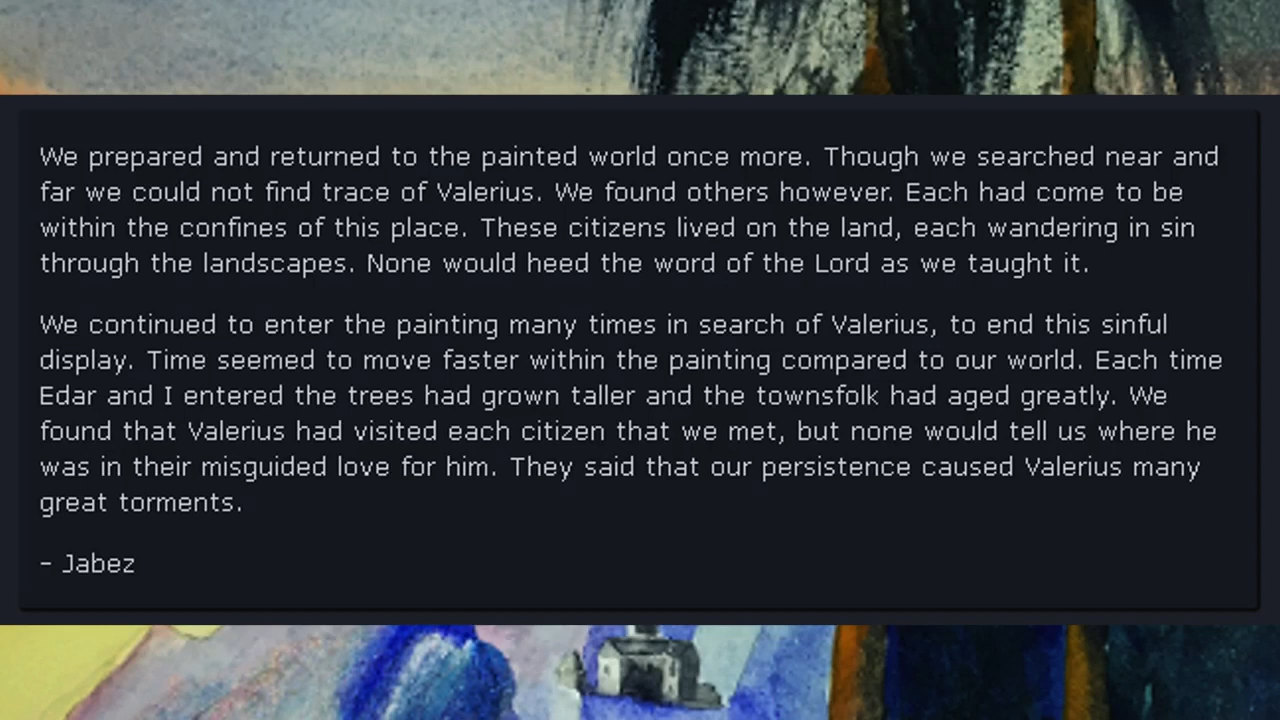 We prepared and returned to the painted world once more. Though we searched near and
far we could not find trace of Valerius. We found others however. Each had come to be
within the confines of this place. These citizens lived on the land, each wandering in sin
through the landscapes. None would heed the word of the Lord as we taught it.
We continued to enter the painting many times in search of Valerius, to end this sinful
display. Time seemed to move faster within the painting compared to our world. Each time
Edar and I entered the trees had grown taller and the townsfolk had aged greatly. We
found that Valerius had visited each citizen that we met, but none would tell us where he
was in their misguided love for him. They said that our persistence caused Valerius many
great torments.
- Jabez